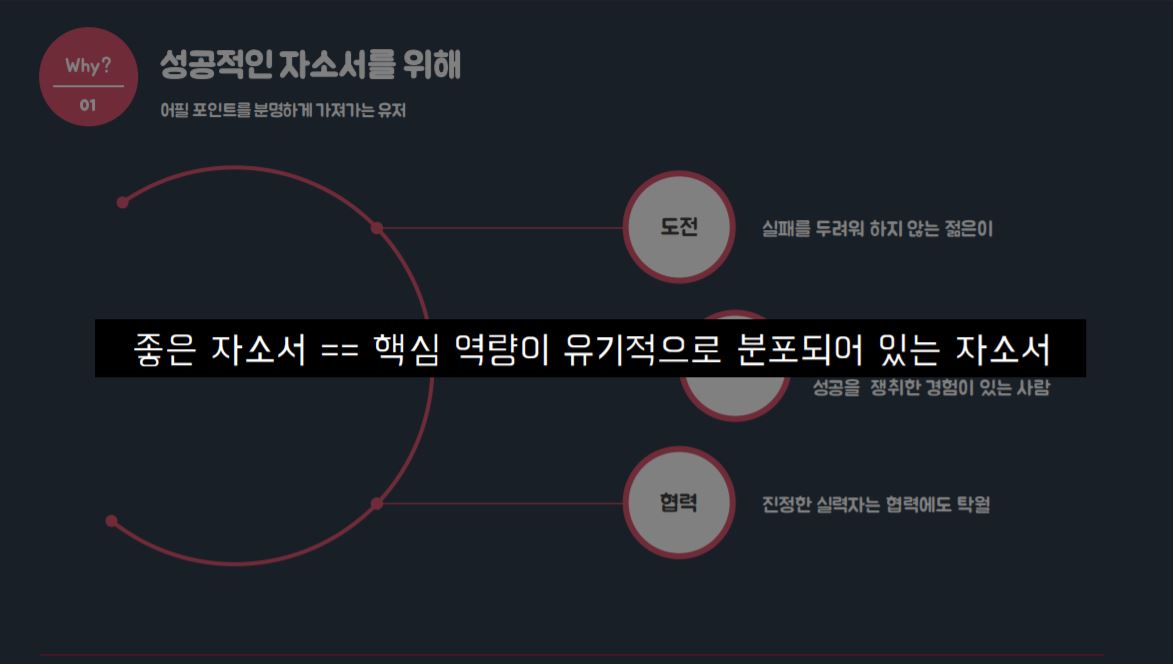 Why?
01
성공적인 자소서를 위해
어필 포인트를 분명하게 가져가는 유저
도전
실패를 두려워 하지 않는 젊은이
좋은 자소서 == 핵심 역량이 유기적으로 분포되어 있는 자소서
성공을 쟁취한 경험이 있는 사람
협력
진정한 실력자는 협력에도 탁월